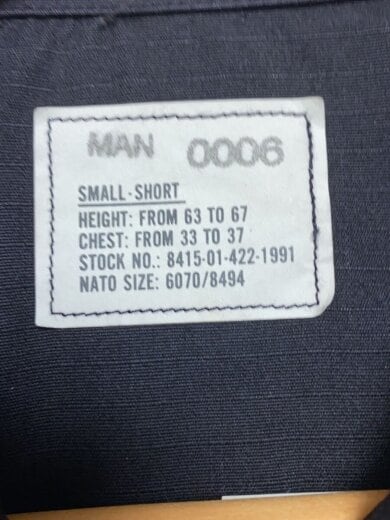 MAN 0006
SMALL-SHORT
HEIGHT: FROM 63 TO 67
CHEST: FROM 33 TO 37
STOCK NO.: 8415-01-422-1991
NATO SIZE: 6070/8494